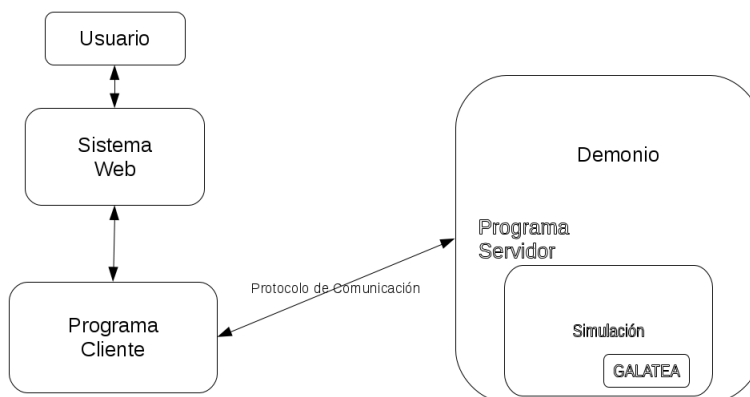 Usuario
Sistema
Web
Programa
Cliente
Protocolo de Comunicación
Demonio
Programa
Servidor
Simulación
GALATEA